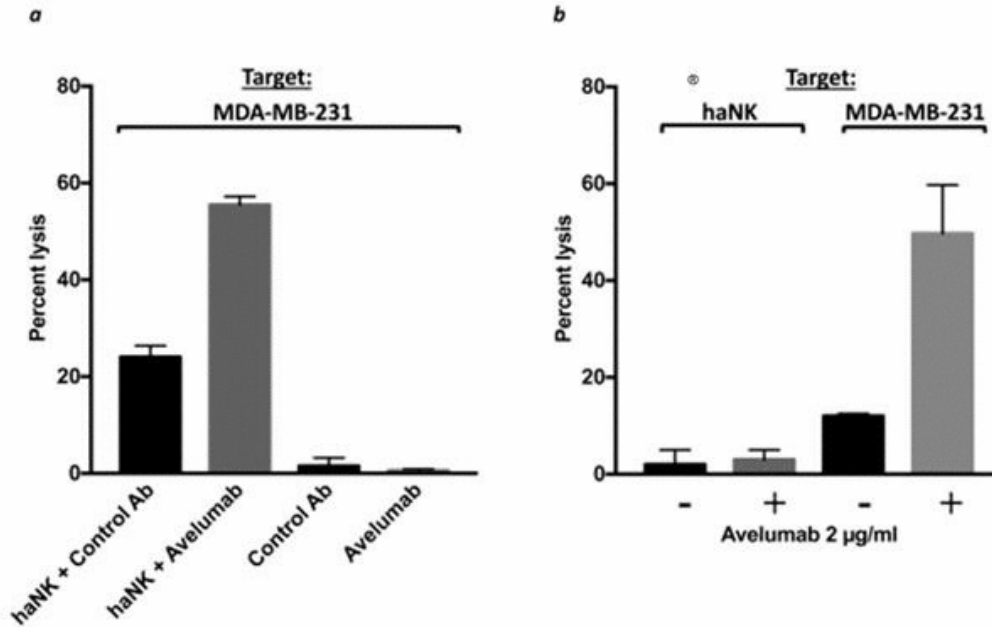 a
Target:
MDA-MB-231
80
60
40
20
0
Percent lysis
haNK + Control Ab
haNK + Avelumab
Control Ab
Avelumab
b
®
Target:
haNK
MDA-MB-231
80
60
40
20
0
Percent lysis
- + - +
Avelumab 2 µg/ml